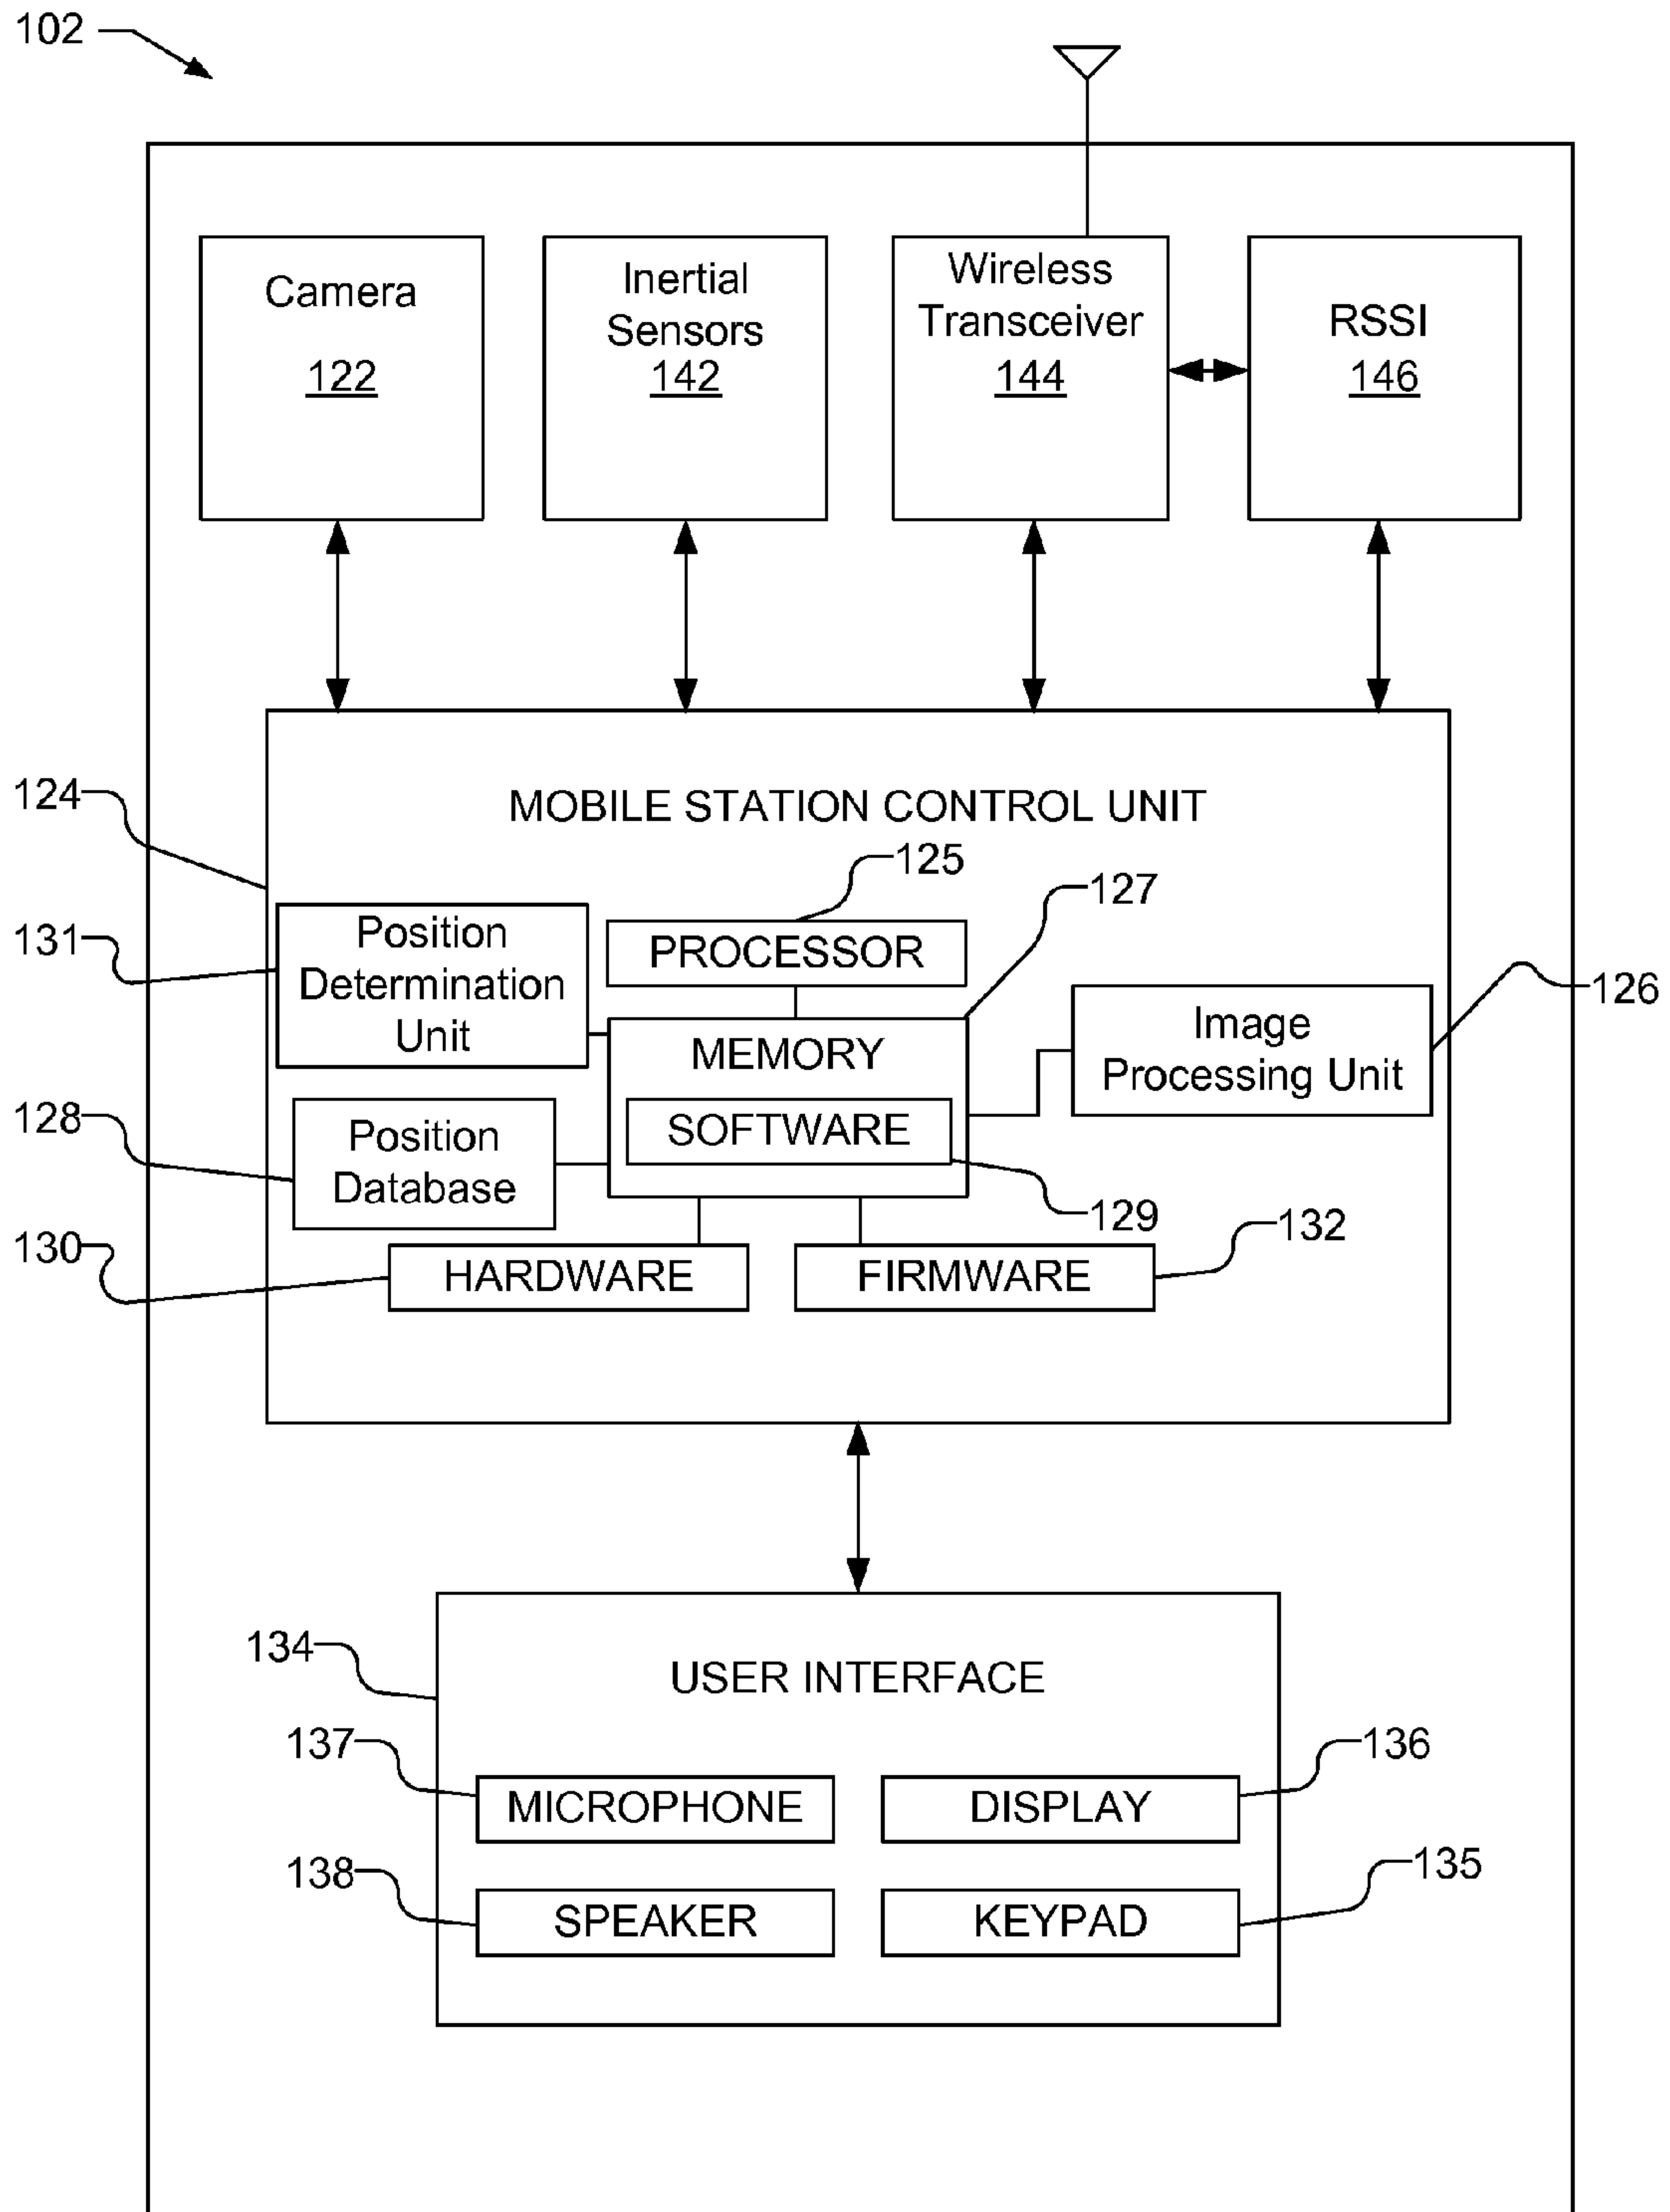 102
Camera
122
Inertial
Sensors
142
Wireless
Transceiver
144
RSSI
146
124
MOBILE STATION CONTROL UNIT
125
127
131
Position
Determination
Unit
PROCESSOR
126
Image
Processing Unit
MEMORY
SOFTWARE
128
Position
Database
129
132
130
HARDWARE
FIRMWARE
134
USER INTERFACE
137
136
MICROPHONE
DISPLAY
138
135
SPEAKER
KEYPAD